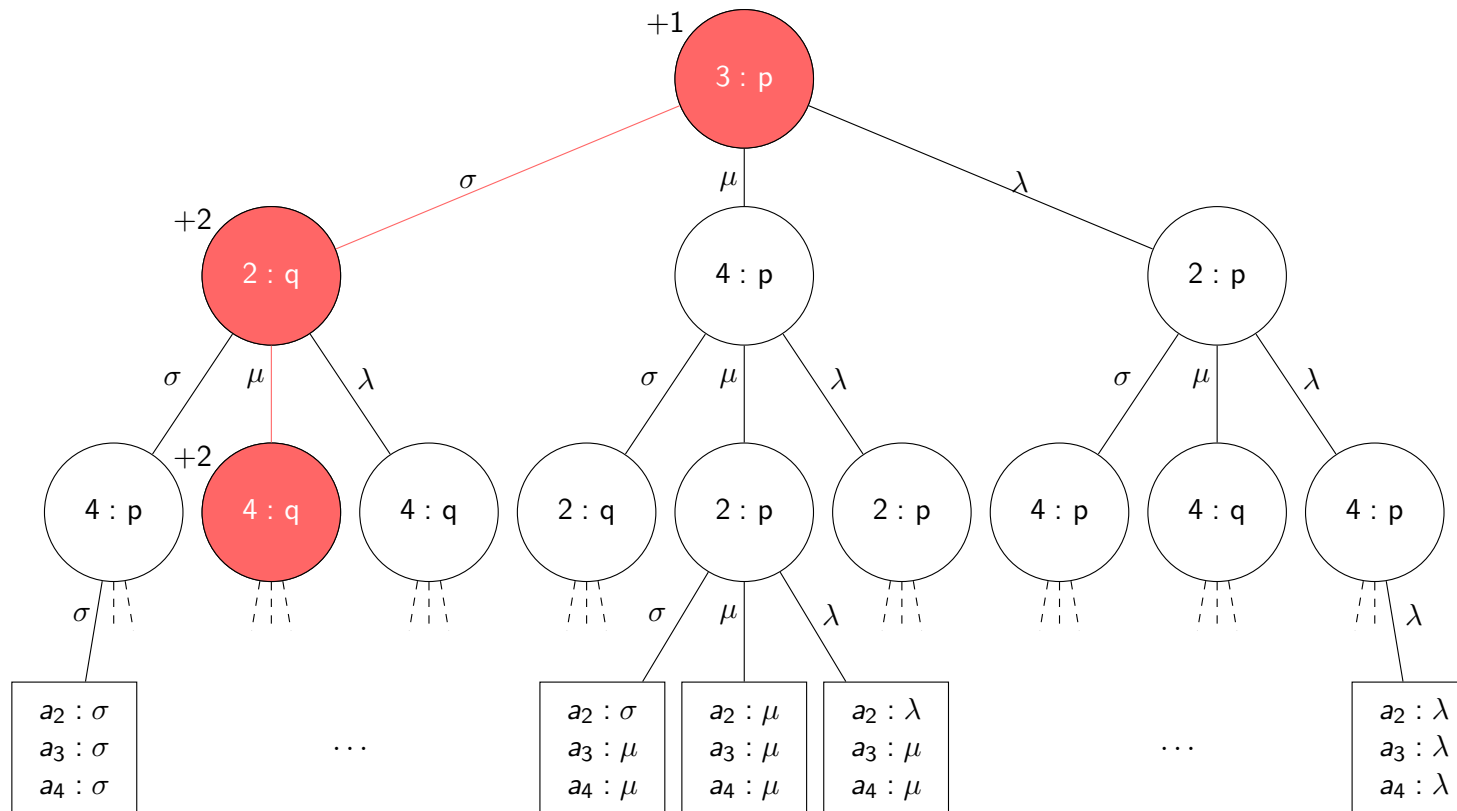 +1
3 : p
σ μ λ
+2
2 : q 4 : p 2 : p
σ μ λ σ μ λ σ μ λ
+2
4 : p 4 : q 4 : q 2 : q 2 : p 2 : p 4 : p 4 : q 4 : p
σ σ μ λ λ
a₂ : σ a₂ : σ a₂ : μ a₂ : λ a₂ : λ
a₃ : σ ... a₃ : μ a₃ : μ a₃ : μ ... a₃ : λ
a₄ : σ a₄ : μ a₄ : μ a₄ : μ a₄ : λ